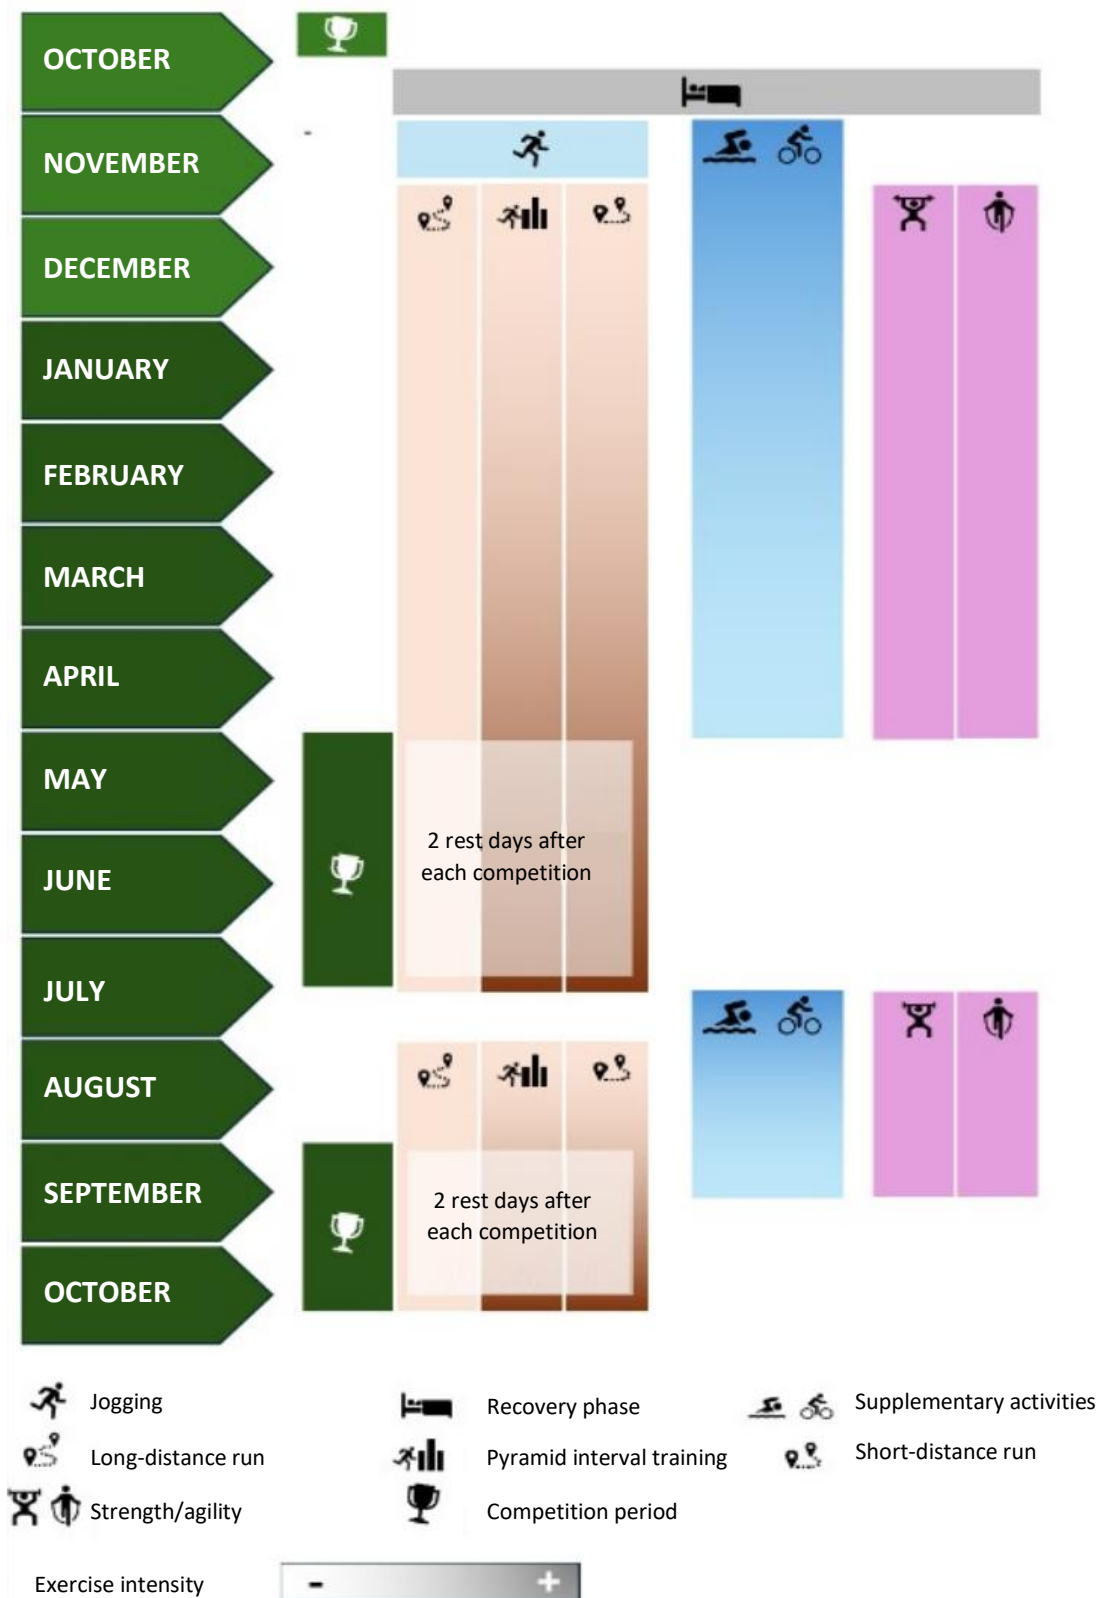 OCTOBER
NOVEMBER
-
DECEMBER
JANUARY
FEBRUARY
MARCH
APRIL
MAY
2 rest days after
each competition
JUNE
JULY
AUGUST
SEPTEMBER
2 rest days after
each competition
OCTOBER
Jogging
Recovery phase
Supplementary activities
Long-distance run
Pyramid interval training
Short-distance run
Strength/agility
Competition period
Exercise intensity
- +